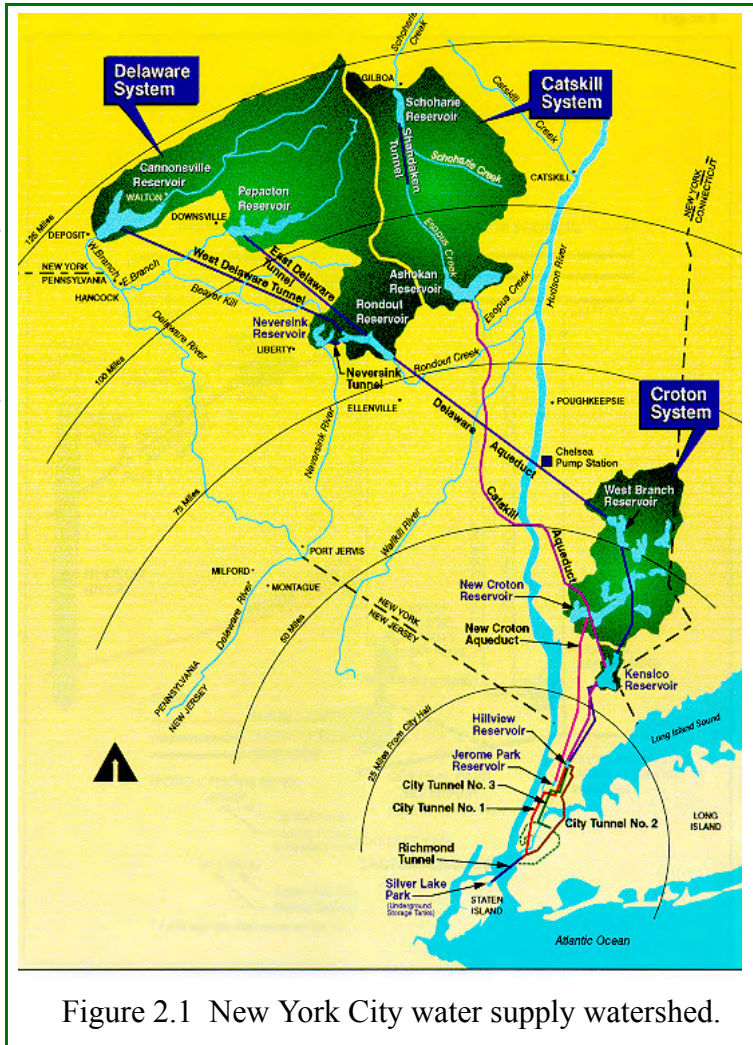 Delaware
System
Schoharie
Creek
GILBOA
Catskill
Creek
Catskill
System
Schoharie
Reservoir
Shandaken
Tunnel
Schoharie Creek
CATSKILL
Cannonsville
Reservoir
WALTON
Pepacton
Reservoir
DOWNSVILLE
DEPOSIT
125 Miles
NEW YORK
CONNECTICUT
W.Branch
E.Branch
NEW YORK
PENNSYLVANIA
HANCOCK
East Delaware
Tunnel
West Delaware Tunnel
Beaver Kill
Esopus Creek
Ashokan
Reservoir
Rondout
Reservoir
Esopus Creek
Hudson River
Neversink
Reservoir
LIBERTY
Neversink
Tunnel
Rondout Creek
Delaware River
100 Miles
ELLENVILLE
Delaware
Aqueduct
POUGHKEEPSIE
Croton
System
Chelsea
Pump Station
Neversink River
West Branch
Reservoir
75 Miles
Wallkill River
Catskill
Aqueduct
PORT JERVIS
MILFORD
MONTAGUE
Delaware River
NEW YORK
NEW JERSEY
New Croton
Reservoir
New Croton
Aqueduct
50 Miles
PENNSYLVANIA
NEW JERSEY
Kensico
Reservoir
25 Miles From City Hall
Hillview
Reservoir
Long Island Sound
Jerome Park
Reservoir
City Tunnel No. 3
City Tunnel No. 1
City Tunnel No. 2
LONG
ISLAND
Richmond
Tunnel
Silver Lake
Park
(Underground
Storage Tanks)
STATEN
ISLAND
Atlantic Ocean
Figure 2.1 New York City water supply watershed.